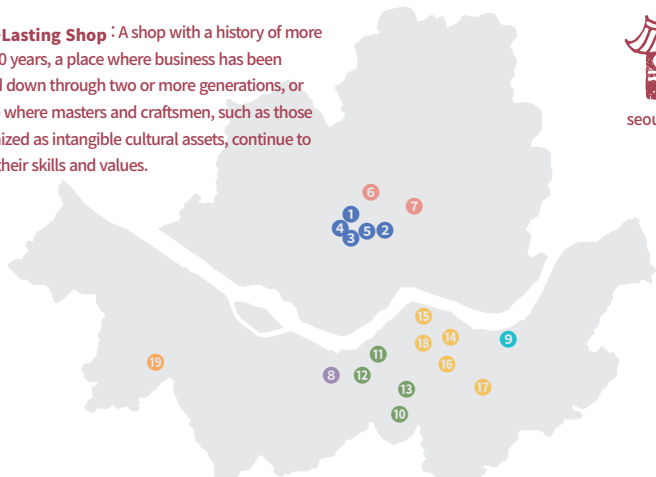 Lasting Shop : A shop with a history of more
0 years, a place where business has been
down through two or more generations, or
where masters and craftsmen, such as those
ized as intangible cultural assets, continue to
their skills and values.
seou
6
7
1
4 5 2
3
15
14
18
9
11
19
16
8 12
17
13
10